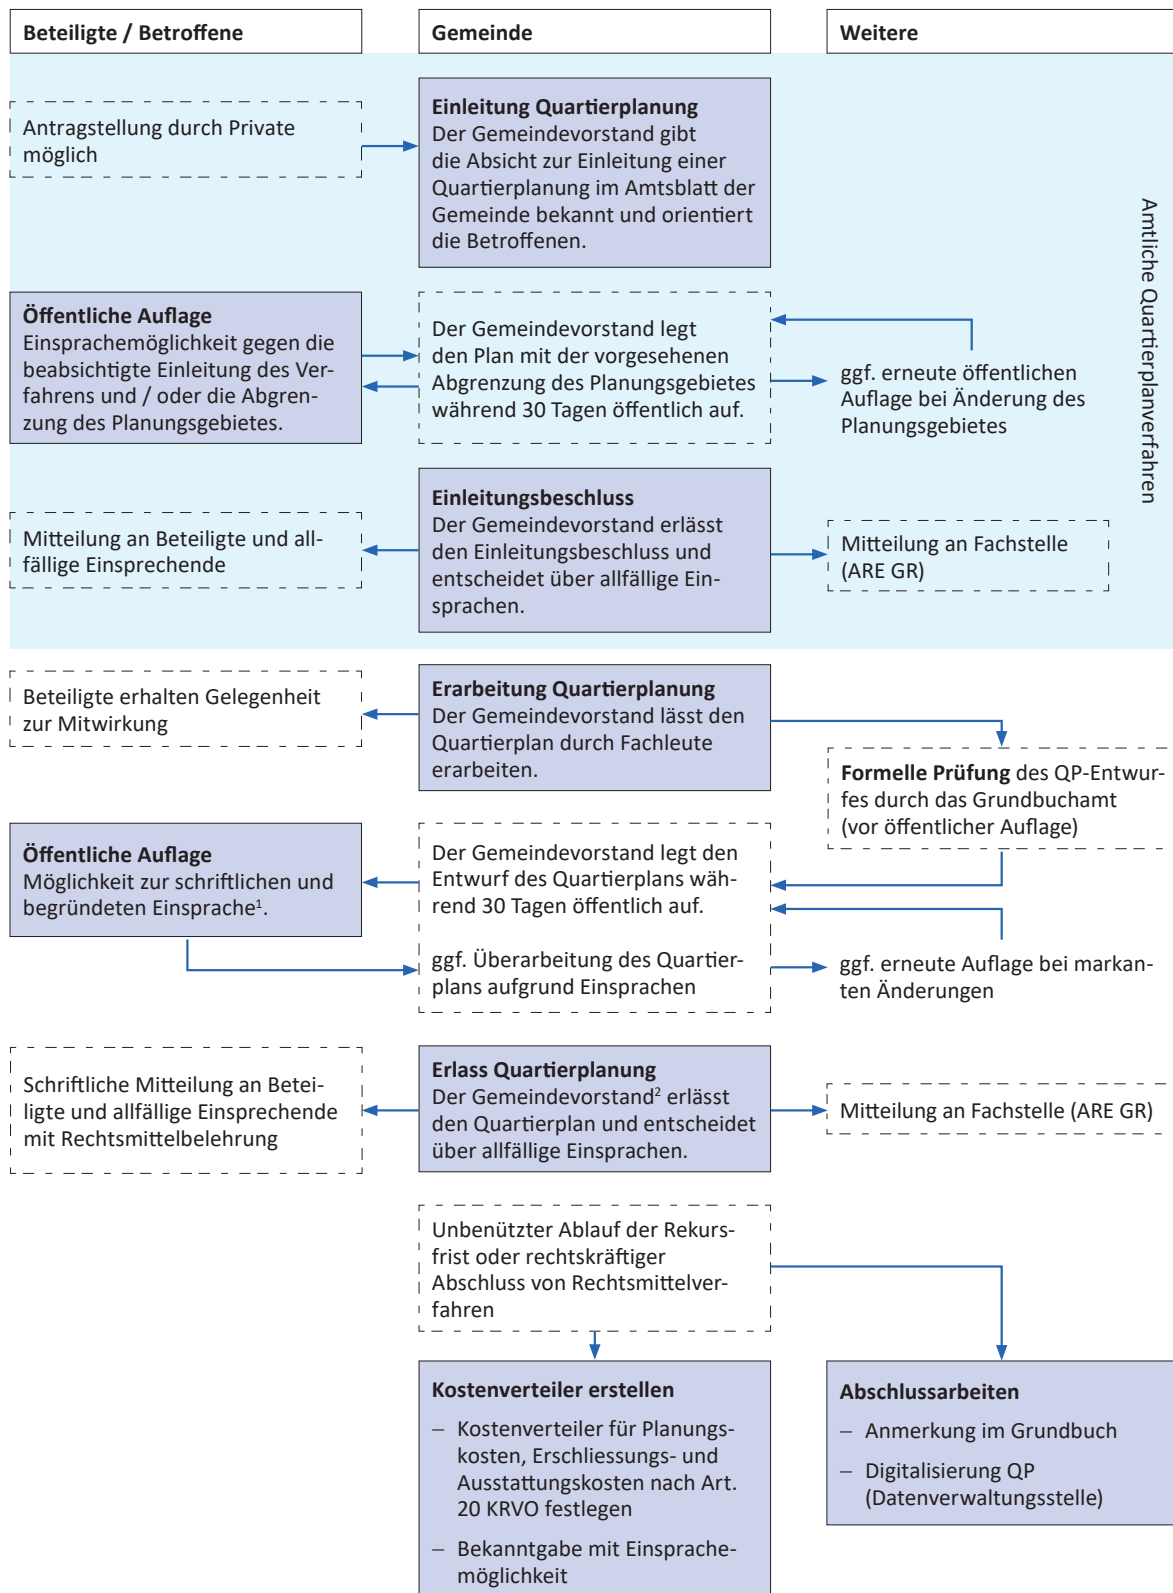 Beteiligte / Betroffene
Gemeinde
Weitere
Antragstellung durch Private
möglich
Einleitung Quartierplanung
Der Gemeindevorstand gibt
die Absicht zur Einleitung einer
Quartierplanung im Amtsblatt der
Gemeinde bekannt und orientiert
die Betroffenen.
Amtliche Quartierplanverfahren
Öffentliche Auflage
Einsprachemöglichkeit gegen die
beabsichtigte Einleitung des Ver-
fahrens und / oder die Abgren-
zung des Planungsgebietes.
Der Gemeindevorstand legt
den Plan mit der vorgesehenen
Abgrenzung des Planungsgebietes
während 30 Tagen öffentlich auf.
ggf. erneute öffentlichen
Auflage bei Änderung des
Planungsgebietes
Mitteilung an Beteiligte und all-
fällige Einsprechende
Einleitungsbeschluss
Der Gemeindevorstand erlässt
den Einleitungsbeschluss und
entscheidet über allfällige Ein-
sprachen.
Mitteilung an Fachstelle
(ARE GR)
Beteiligte erhalten Gelegenheit
zur Mitwirkung
Erarbeitung Quartierplanung
Der Gemeindevorstand lässt den
Quartierplan durch Fachleute
erarbeiten.
Formelle Prüfung des QP-Entwur-
fes durch das Grundbuchamt
(vor öffentlicher Auflage)
Öffentliche Auflage
Möglichkeit zur schriftlichen und
begründeten Einsprache¹.
Der Gemeindevorstand legt den
Entwurf des Quartierplans wäh-
rend 30 Tagen öffentlich auf.
ggf. Überarbeitung des Quartier-
plans aufgrund Einsprachen
ggf. erneute Auflage bei markan-
ten Änderungen
Schriftliche Mitteilung an Betei-
ligte und allfällige Einsprechende
mit Rechtsmittelbelehrung
Erlass Quartierplanung
Der Gemeindevorstand² erlässt
den Quartierplan und entscheidet
über allfällige Einsprachen.
Mitteilung an Fachstelle (ARE GR)
Unbenützter Ablauf der Rekurs-
frist oder rechtskräftiger
Abschluss von Rechtsmittelver-
fahren
Kostenverteiler erstellen
– Kostenverteiler für Planungs-
kosten, Erschliessungs- und
Ausstattungskosten nach Art.
20 KRVO festlegen
– Bekanntgabe mit Einsprache-
möglichkeit
Abschlussarbeiten
– Anmerkung im Grundbuch
– Digitalisierung QP
(Datenverwaltungsstelle)